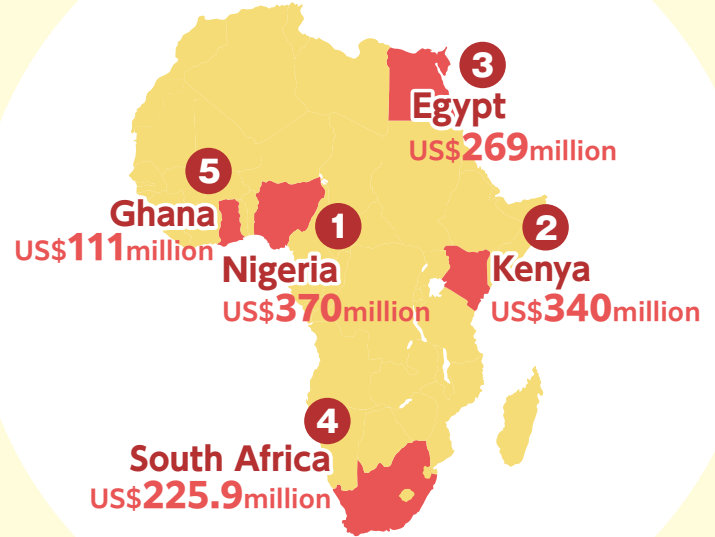 3
Egypt
US$269million
5
Ghana
US$111million
1
Nigeria
US$370million
2
Kenya
US$340million
4
South Africa
US$225.9million